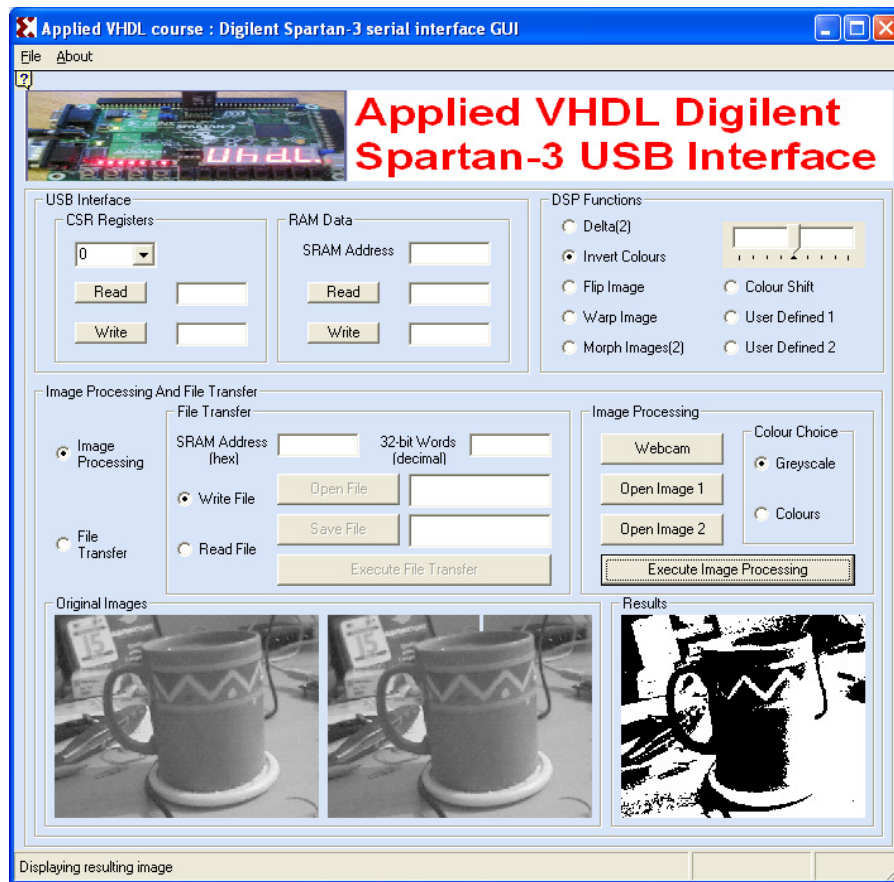 Applied VHDL course : Digilent Spartan-3 serial interface GUI
File About
?
Applied VHDL Digilent
Spartan-3 USB Interface
USB Interface
CSR Registers
0
Read
Write
RAM Data
SRAM Address
Read
Write
DSP Functions
Delta(2)
Invert Colours
Flip Image
Colour Shift
Warp Image
User Defined 1
Morph Images(2)
User Defined 2
Image Processing And File Transfer
Image
Processing
File
Transfer
File Transfer
SRAM Address
(hex)
32-bit Words
(decimal)
Write File
Open File
Save File
Read File
Execute File Transfer
Image Processing
Webcam
Open Image 1
Open Image 2
Colour Choice
Greyscale
Colours
Execute Image Processing
Original Images
15
15
Results
Displaying resulting image